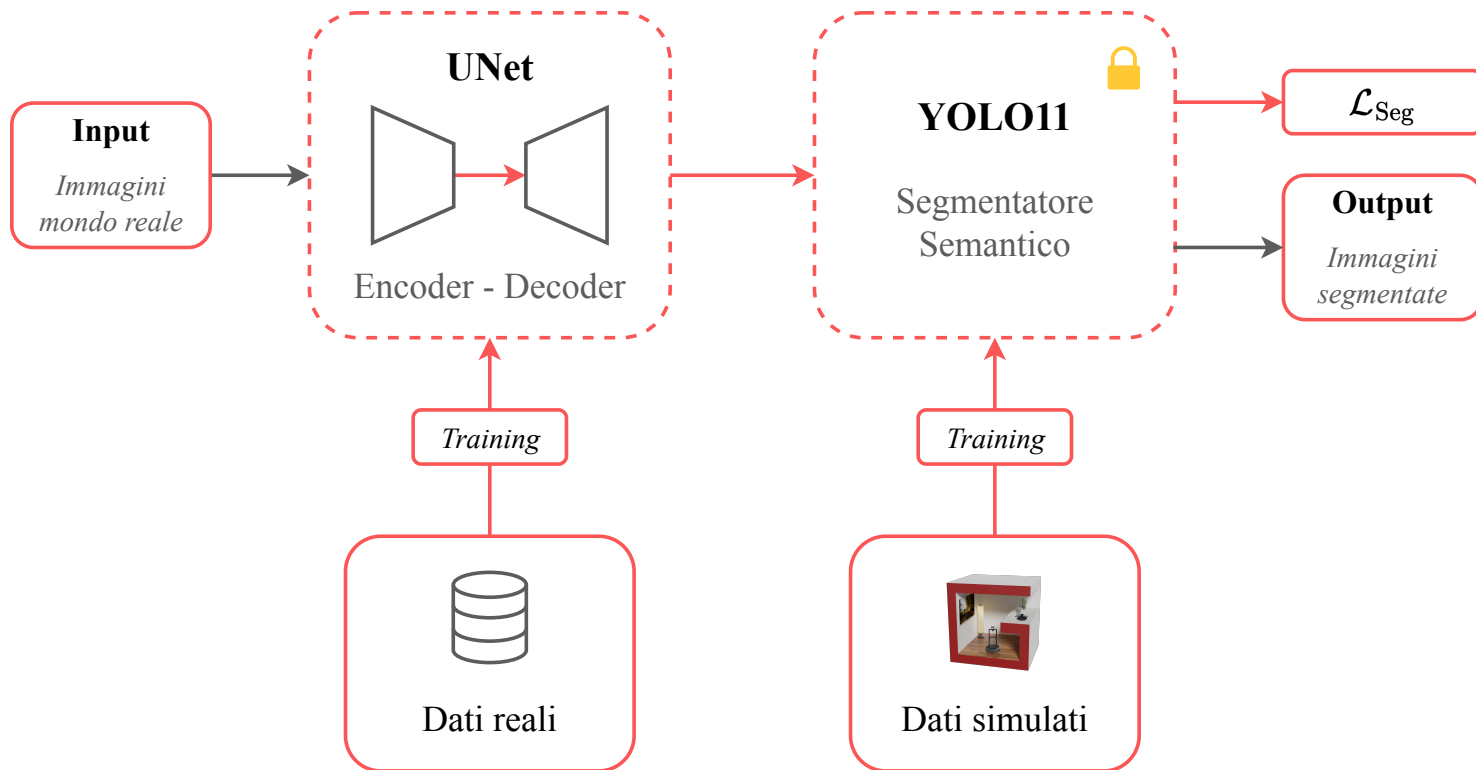 Input
Immagini
mondo reale
UNet
Encoder - Decoder
YOLO11
Segmentatore
Semantico
ℒSeg
Output
Immagini
segmentate
Training
Training
Dati reali
Dati simulati